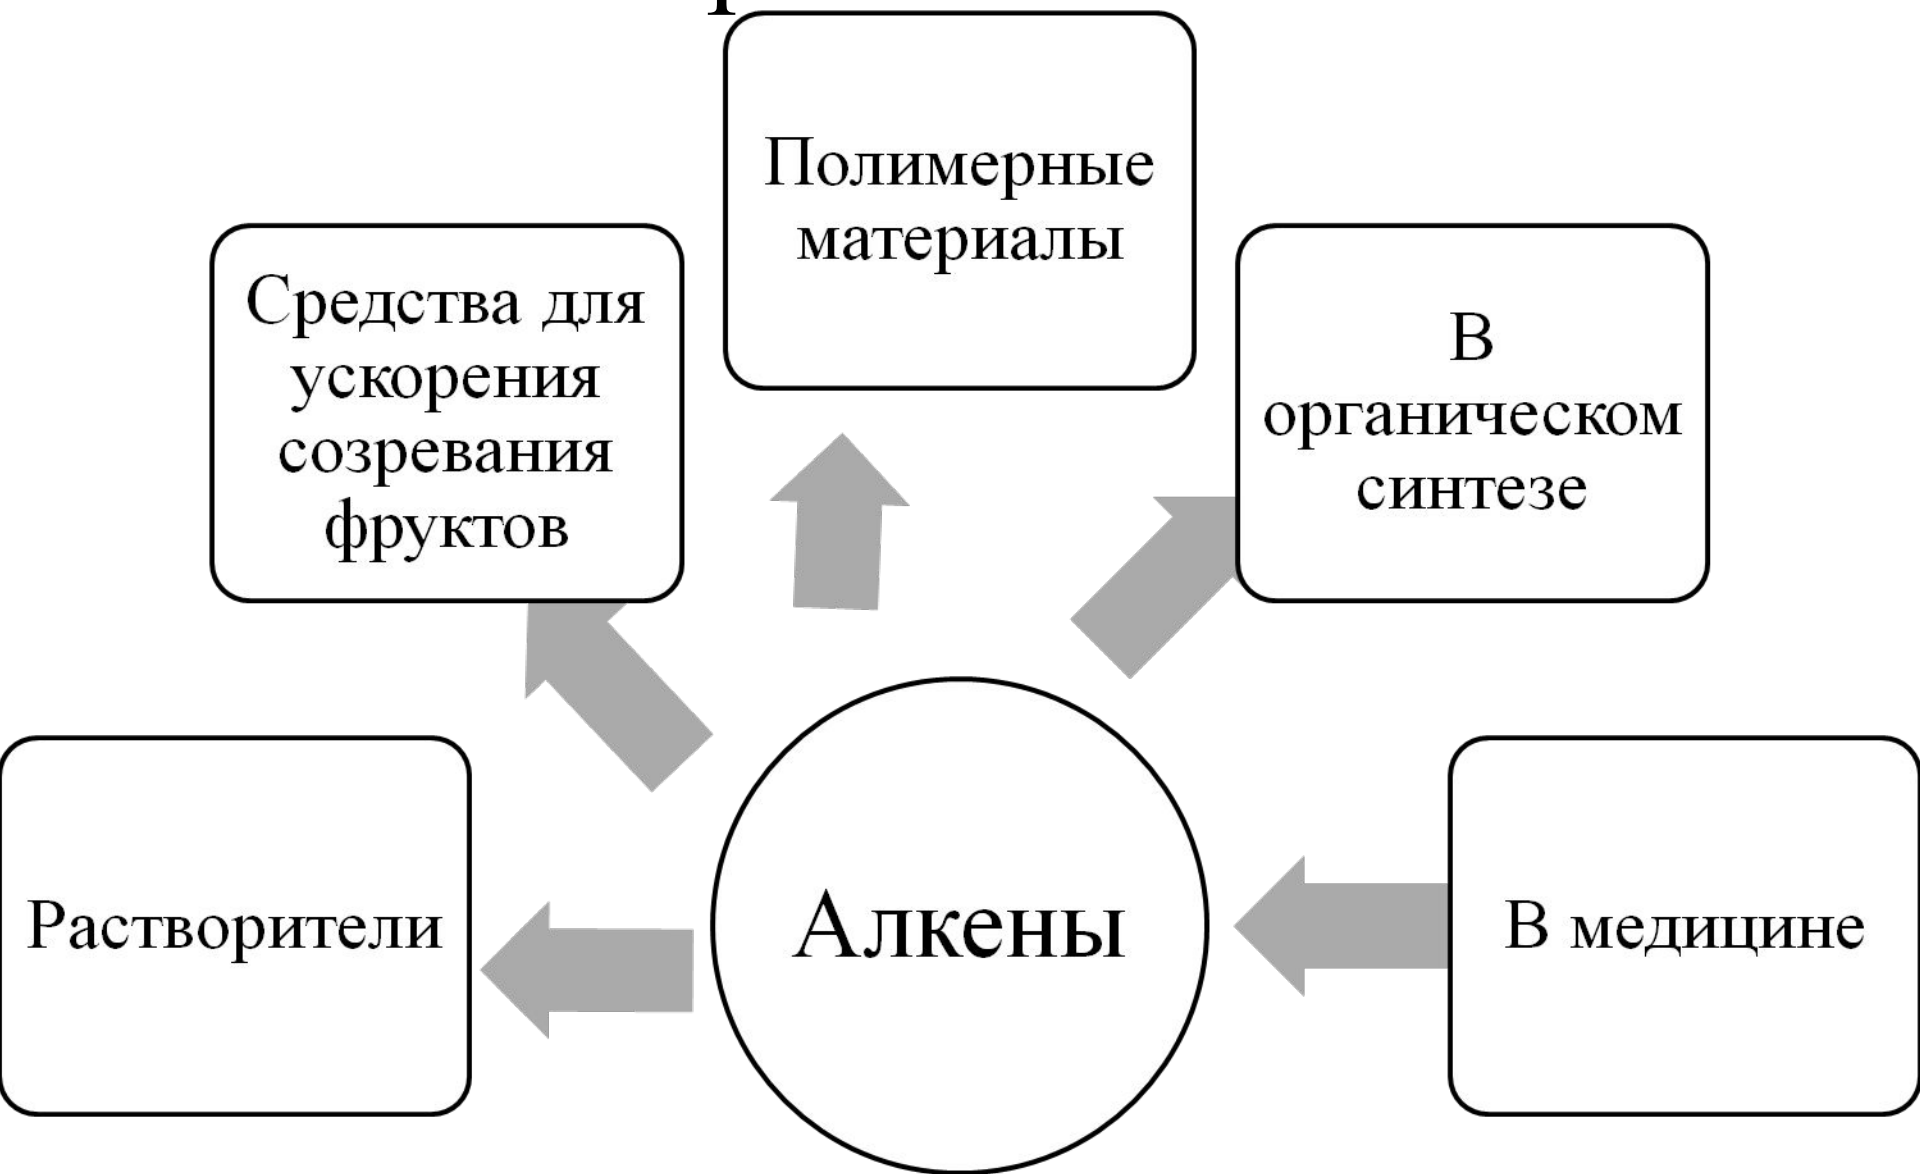 Полимерные
материалы
Средства для
ускорения
созревания
фруктов
В
органическом
синтезе
Растворители
Алкены
В медицине